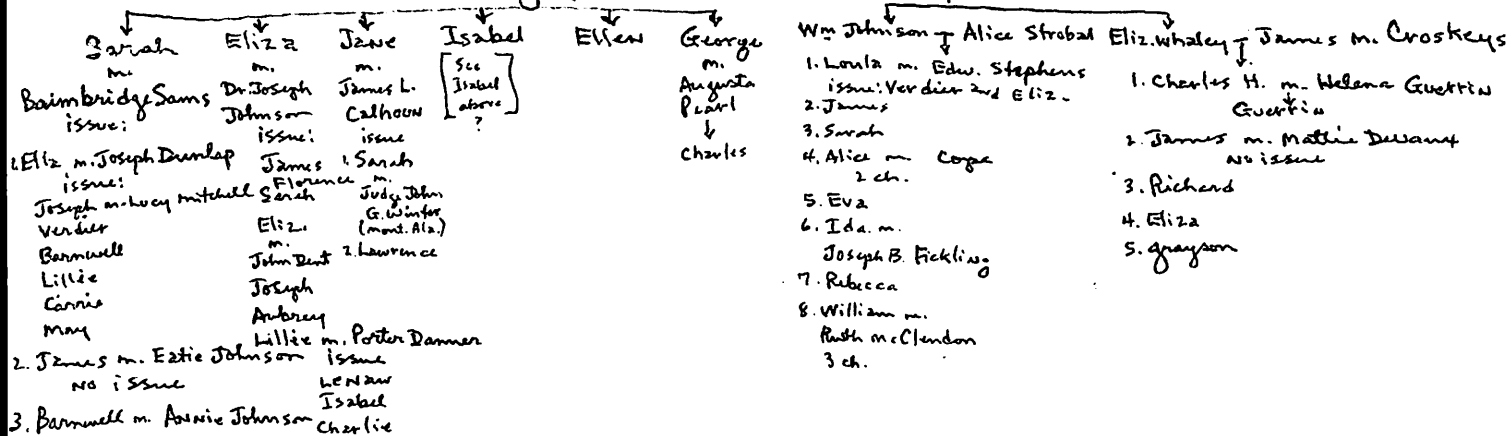 Sarah
m.
Baimbridge Sams
issue:
1. Eliz m. Joseph Dunlap
issue:
Joseph m. Lucy Mitchell
Verdier
Barnwell
Lillie
Carrie
May
2. James m. Eatie Johnson
No issue
3. Barnwell m. Annie Johnson
Eliza
m.
Dr. Joseph
Johnson
issue:
James
Florence
Sarah
Eliz.
m.
John Dent
Joseph
Aubrey
Lillie m. Porter Danner
issue
LeNaw
Isabel
Charlie
Jane
m.
James L.
Calhoun
issue
1. Sarah
m.
Judge John
G. Winter
(mont. Ala.)
2. Lawrence
Isabel
[See
Isabel
above
?]
Ellen
George
m.
Augusta
Pearl
↓
Charles
Wm Johnson - Alice Strobal
1. Loula m. Edw. Stephens
issue: Verdier and Eliz.
2. James
3. Sarah
4. Alice m. Cope
2 ch.
5. Eva
6. Ida. m.
Joseph B. Fickling
7. Rebecca
8. William m.
Ruth McClendon
3 ch.
Eliz. Whaley - James m. Croskeys
1. Charles H. m. Helena Guerrin
Guerrin
2. James m. Mattie Devant
No issue
3. Richard
4. Eliza
5. Grayson